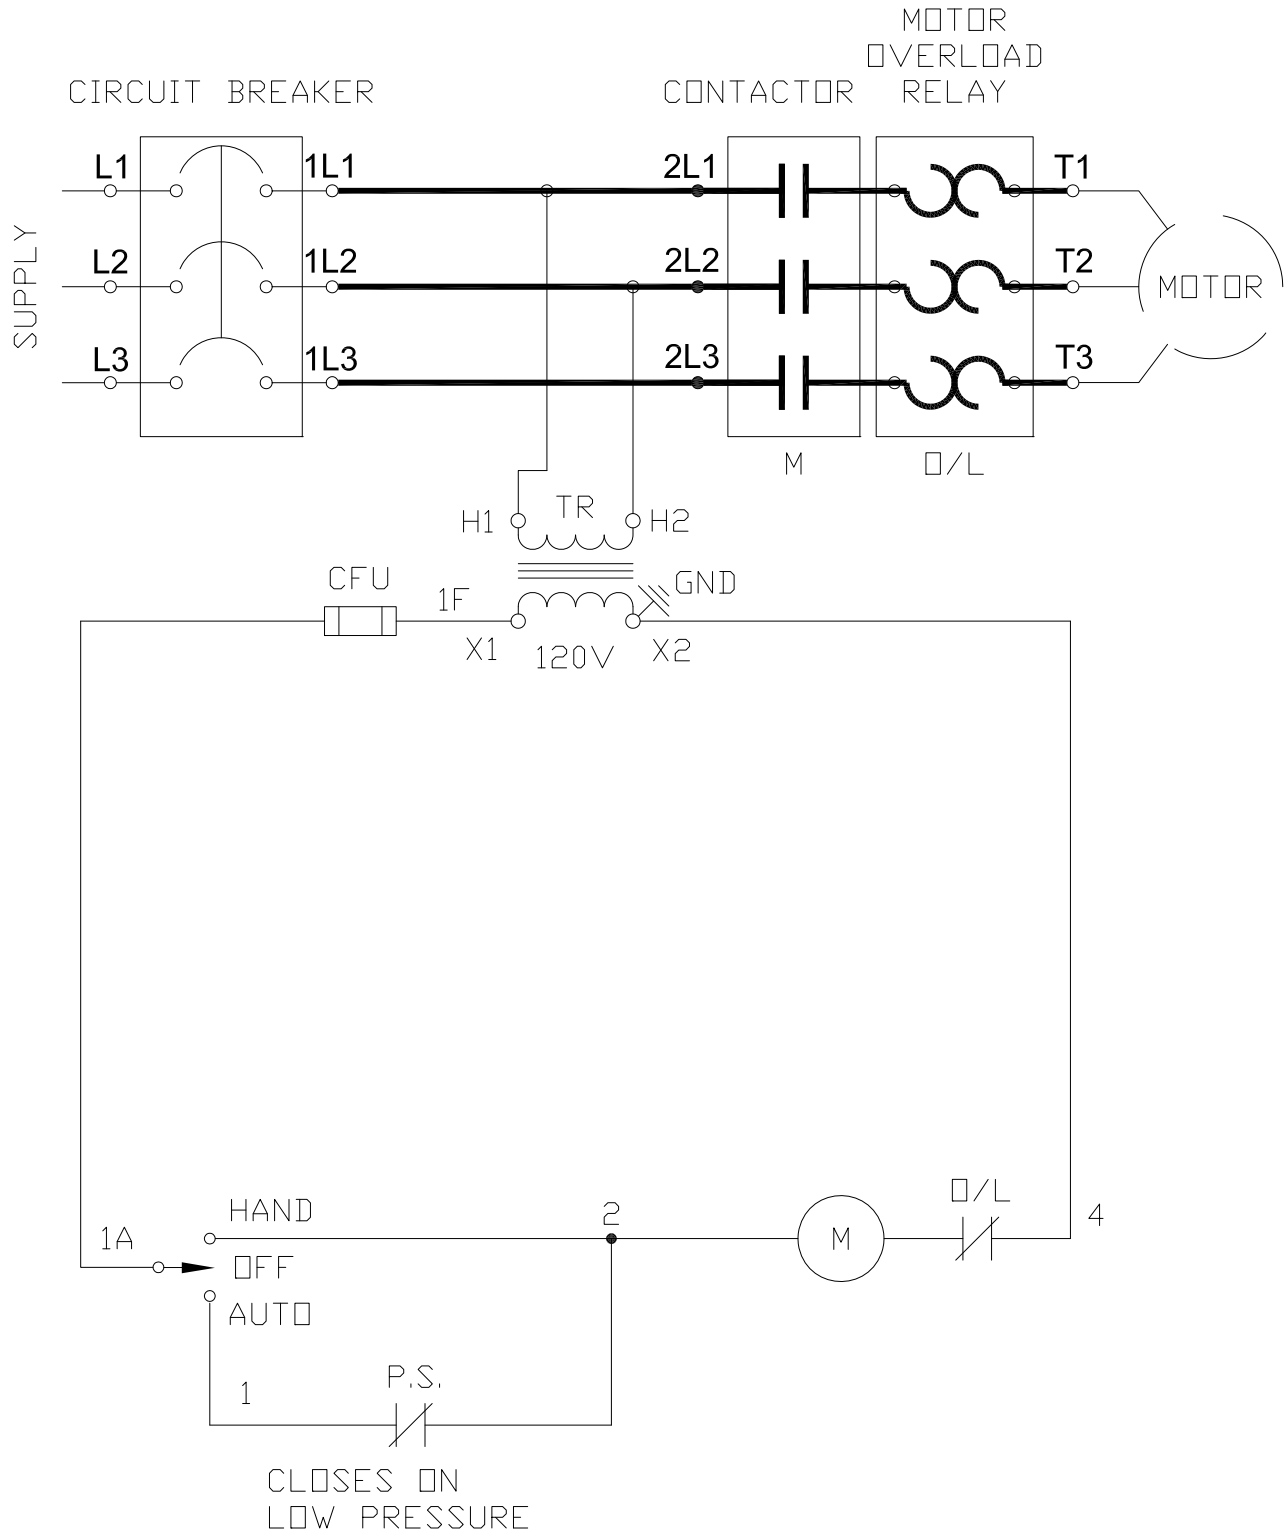 MOTOR
OVERLOAD
RELAY
CIRCUIT BREAKER
CONTACTOR
L1
1L1
2L1
T1
SUPPLY
L2
1L2
2L2
T2
MOTOR
L3
1L3
2L3
T3
M
O/L
TR
H1
H2
CFU
1F
GND
X1
120V
X2
HAND
1A
OFF
AUTO
2
M
O/L
4
1
P.S.
CLOSES ON
LOW PRESSURE